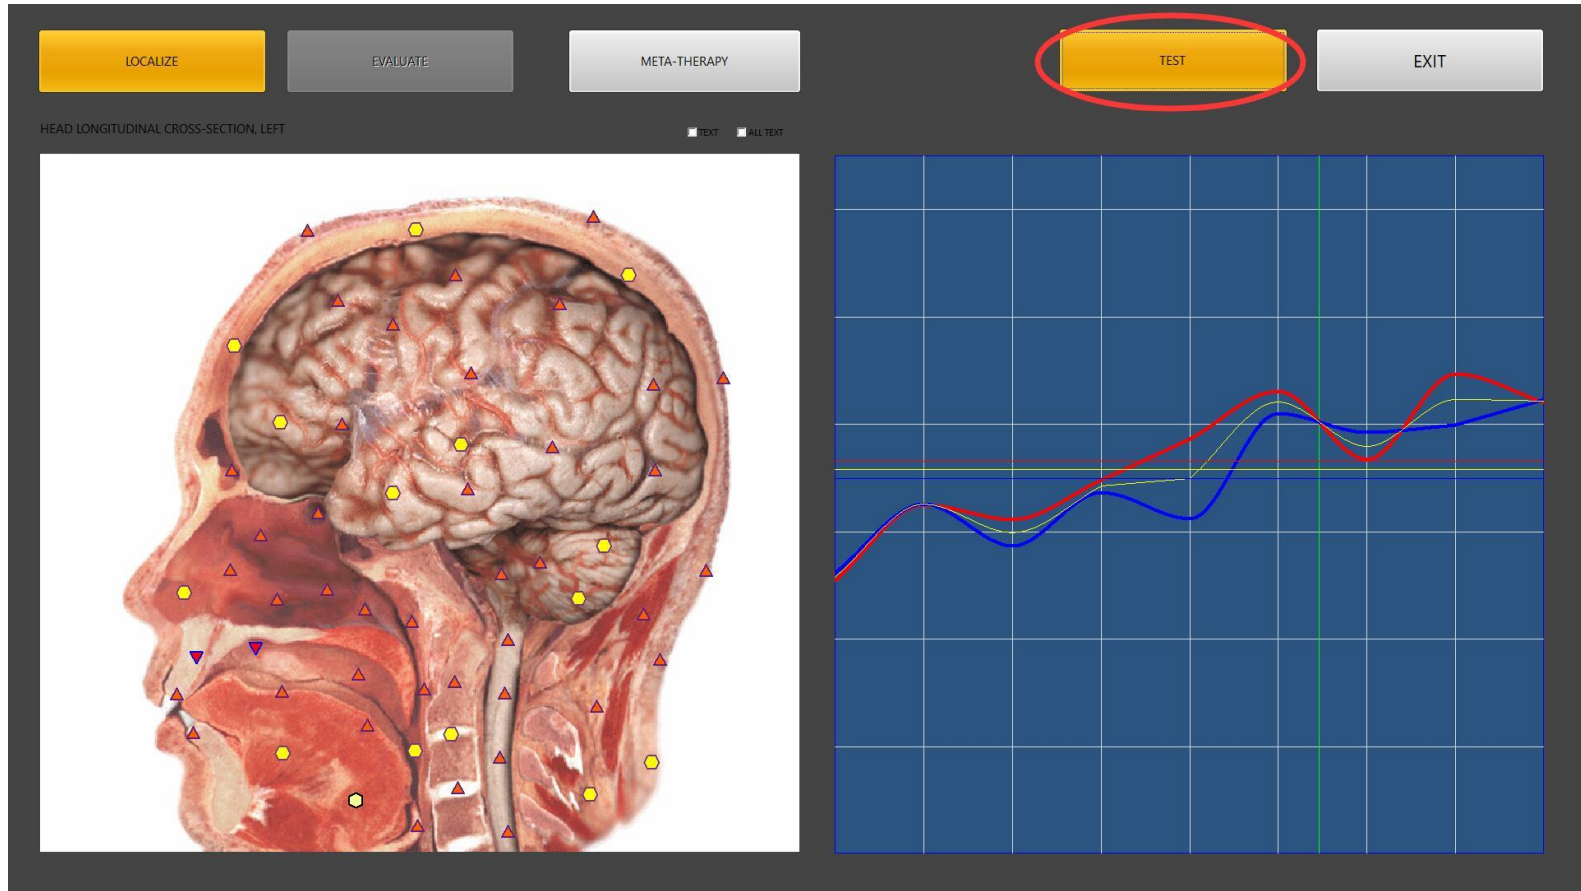 LOCALIZE
EVALUATE
META-THERAPY
TEST
EXIT
HEAD LONGITUDINAL CROSS-SECTION, LEFT
TEXT
ALL TEXT